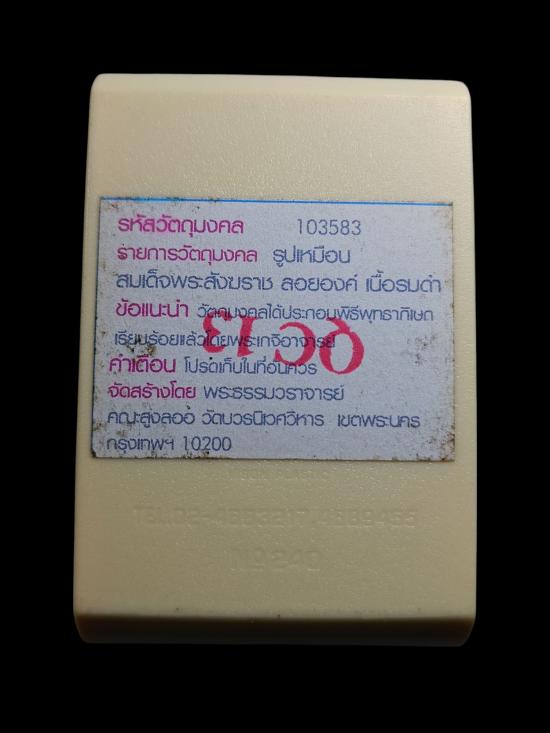 รหัสวัตถุมงคล 103583
รายการวัตถุมงคล รูปเหมือน
สมเด็จพระสังฆราช ลอยองค์ เนื้อรมดำ
ข้อแนะนำ วัตถุมงคลได้ประกอบพิธีพุทธาภิเษก
เรียบร้อยแล้วโดยพระเกจิอาจารย์
QC 13
คำเตือน โปรดเก็บในที่อันควร
จัดสร้างโดย พระธรรมวราจารย์
คณะสูงลออ วัดบวรนิเวศวิหาร เขตพระนคร
กรุงเทพฯ 10200
TEL.02-4683217,4689455
NO 240